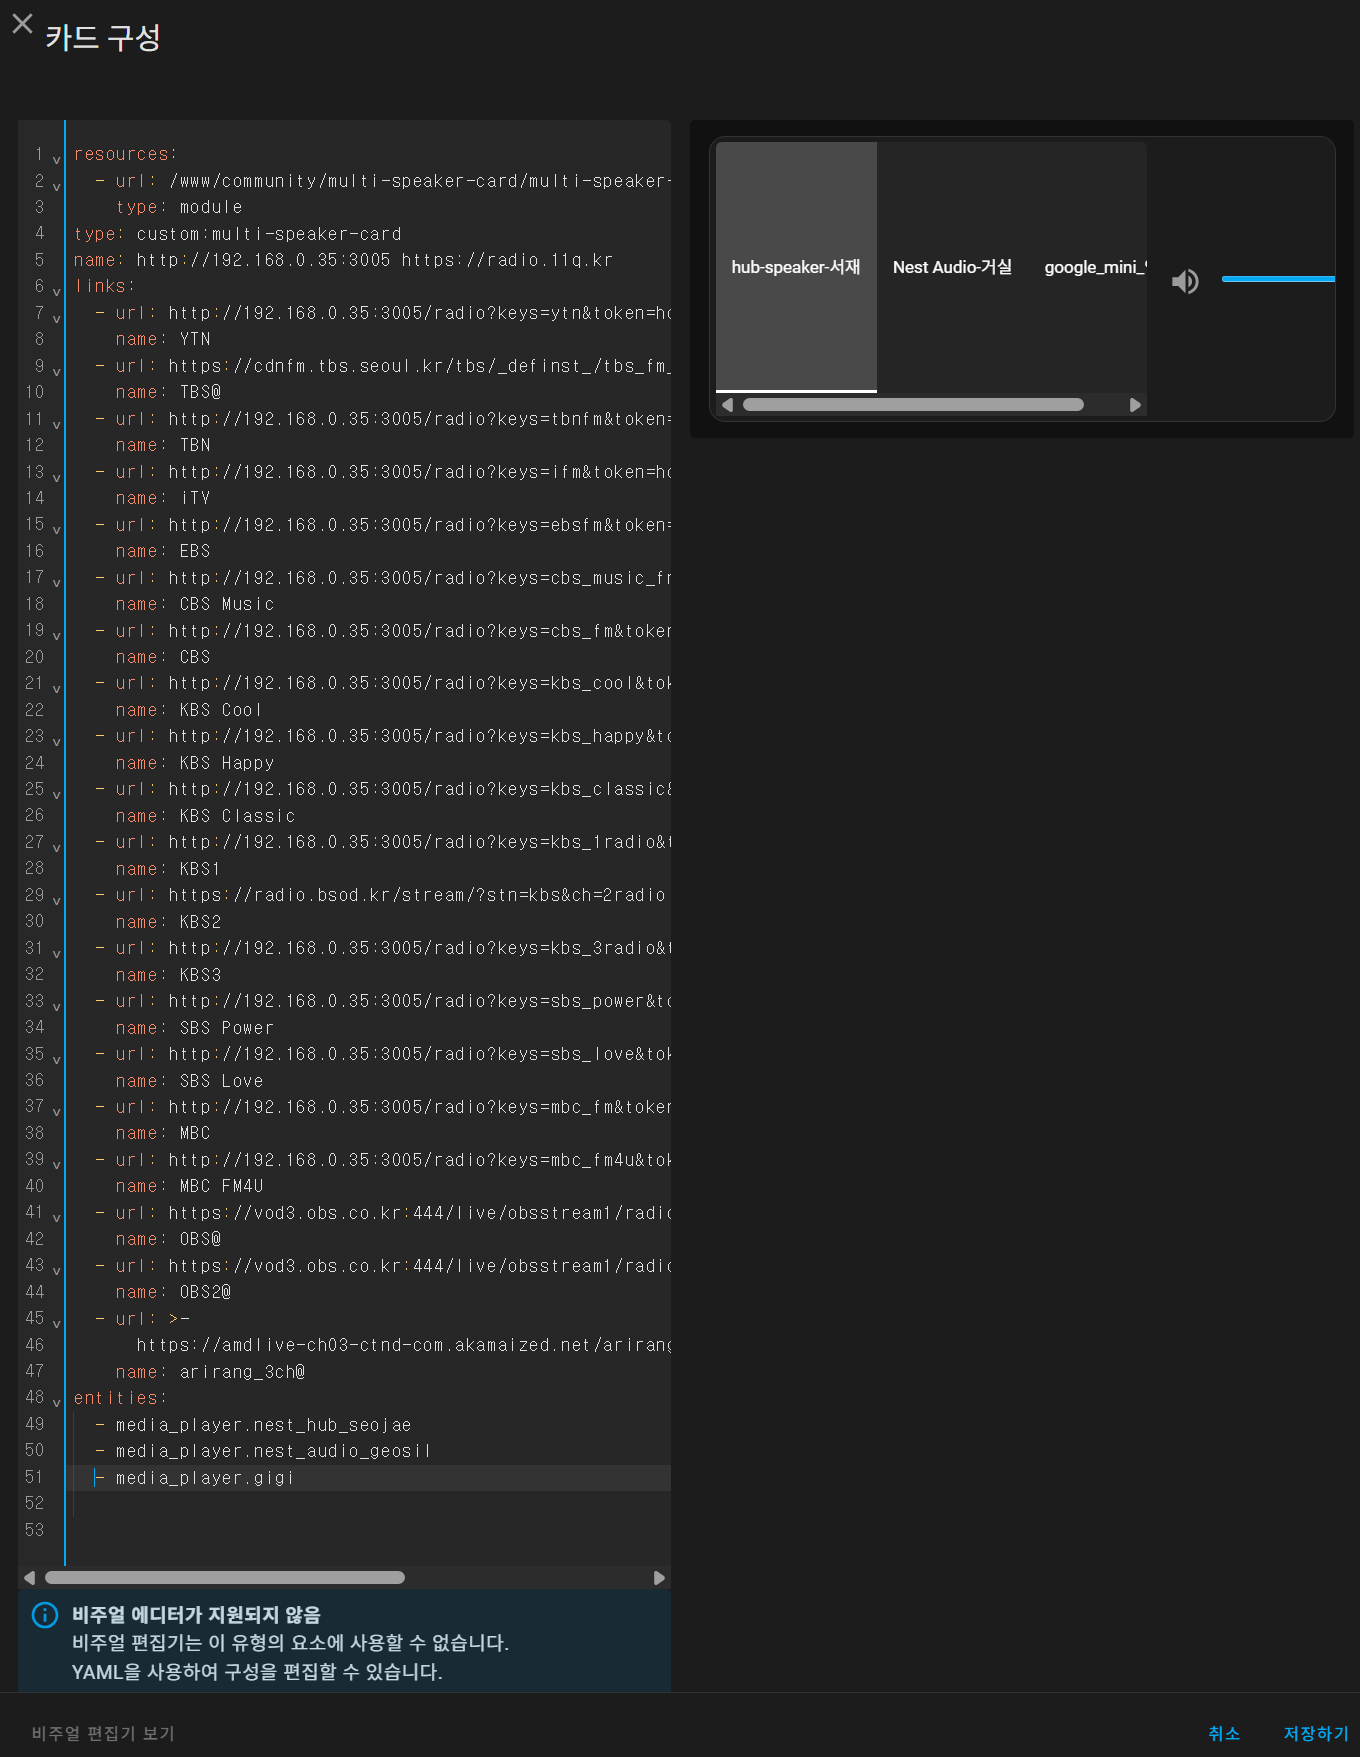 카드 구성
1 resources:
2 - url: /www/community/multi-speaker-card/multi-speaker-
3 type: module
4 type: custom:multi-speaker-card
5 name: http://192.168.0.35:3005 https://radio.11q.kr
6 links:
7 - url: http://192.168.0.35:3005/radio?keys=ytn&token=ho
8 name: YTN
9 - url: https://cdnfm.tbs.seoul.kr/tbs/_definst_/tbs_fm_
10 name: TBS@
11 - url: http://192.168.0.35:3005/radio?keys=tbnfm&token=
12 name: TBN
13 - url: http://192.168.0.35:3005/radio?keys=ifm&token=ho
14 name: iTY
15 - url: http://192.168.0.35:3005/radio?keys=ebsfm&token=
16 name: EBS
17 - url: http://192.168.0.35:3005/radio?keys=cbs_music_fm
18 name: CBS Music
19 - url: http://192.168.0.35:3005/radio?keys=cbs_fm&token
20 name: CBS
21 - url: http://192.168.0.35:3005/radio?keys=kbs_cool&tok
22 name: KBS Cool
23 - url: http://192.168.0.35:3005/radio?keys=kbs_happy&to
24 name: KBS Happy
25 - url: http://192.168.0.35:3005/radio?keys=kbs_classic&
26 name: KBS Classic
27 - url: http://192.168.0.35:3005/radio?keys=kbs_1radio&t
28 name: KBS1
29 - url: https://radio.bsod.kr/stream/?stn=kbs&ch=2radio
30 name: KBS2
31 - url: http://192.168.0.35:3005/radio?keys=kbs_3radio&t
32 name: KBS3
33 - url: http://192.168.0.35:3005/radio?keys=sbs_power&to
34 name: SBS Power
35 - url: http://192.168.0.35:3005/radio?keys=sbs_love&tok
36 name: SBS Love
37 - url: http://192.168.0.35:3005/radio?keys=mbc_fm&token
38 name: MBC
39 - url: http://192.168.0.35:3005/radio?keys=mbc_fm4u&tok
40 name: MBC FM4U
41 - url: https://vod3.obs.co.kr:444/live/obsstream1/radio
42 name: OBS@
43 - url: https://vod3.obs.co.kr:444/live/obsstream1/radio
44 name: OBS2@
45 - url: >-
46 https://amdlive-ch03-ctnd-com.akamaized.net/arirang
47 name: arirang_3ch@
48 entities:
49 - media_player.nest_hub_seojae
50 - media_player.nest_audio_geosil
51 - media_player.gigi
52
53
hub-speaker-서재 Nest Audio-거실 google_mini_
비주얼 에디터가 지원되지 않음
비주얼 편집기는 이 유형의 요소에 사용할 수 없습니다.
YAML을 사용하여 구성을 편집할 수 있습니다.
비주얼 편집기 보기 취소 저장하기